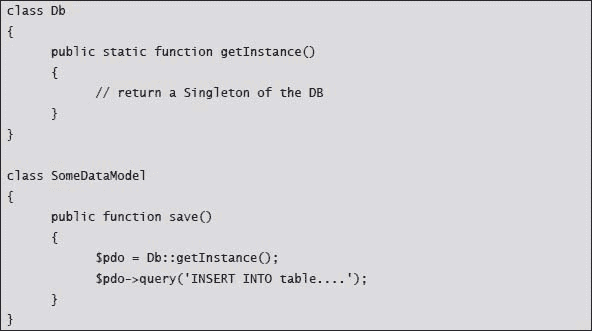 class Db
{
public static function getInstance()
{
// return a Singleton of the DB
}
}
class SomeDataModel
{
public function save()
{
$pdo = Db::getInstance();
$pdo->query('INSERT INTO table....');
}
}